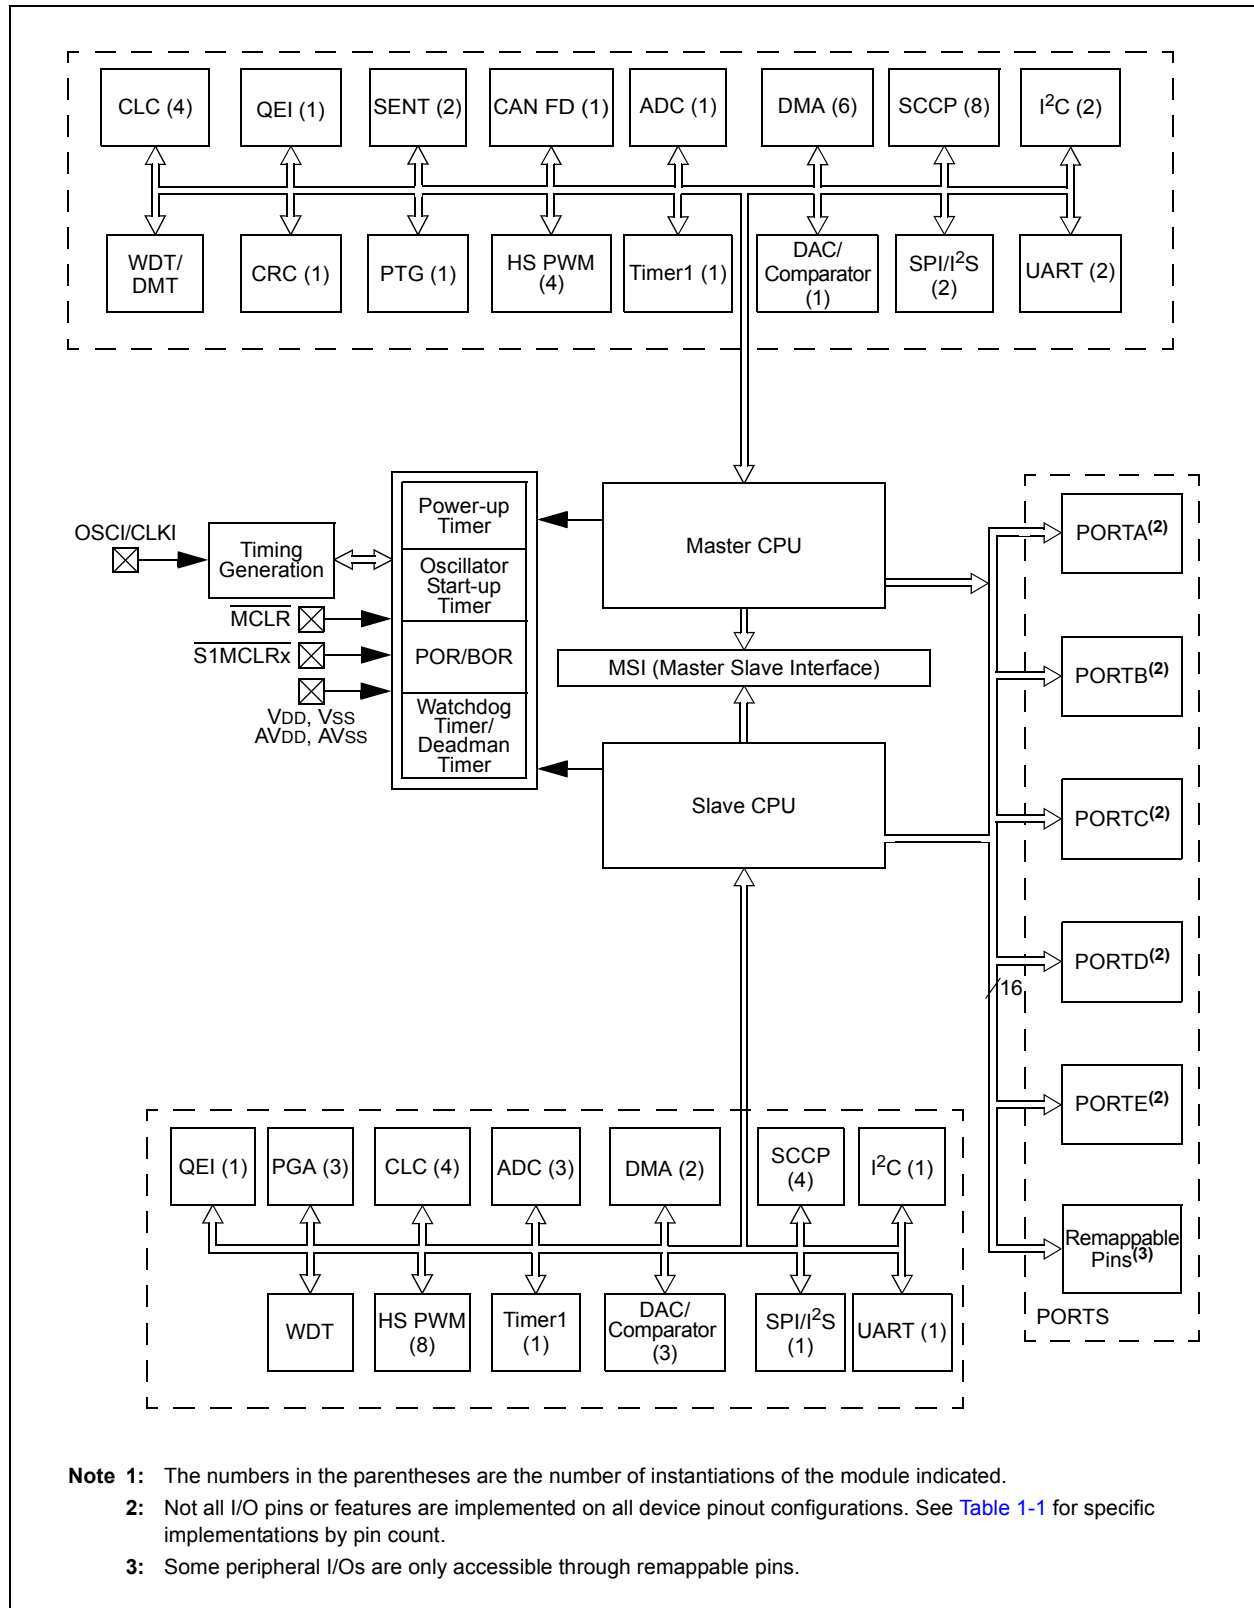 CLC (4)
QEI (1)
SENT (2)
CAN FD (1)
ADC (1)
DMA (6)
SCCP (8)
I²C (2)
WDT/
DMT
CRC (1)
PTG (1)
HS PWM
(4)
Timer1 (1)
DAC/
Comparator
(1)
SPI/I²S
(2)
UART (2)
OSCI/CLKI
Timing
Generation
MCLR
S1MCLRx
VDD, VSS
AVDD, AVSS
Power-up
Timer
Oscillator
Start-up
Timer
POR/BOR
Watchdog
Timer/
Deadman
Timer
Master CPU
MSI (Master Slave Interface)
Slave CPU
PORTA(2)
PORTB(2)
PORTC(2)
PORTD(2)
16
PORTE(2)
Remappable
Pins(3)
PORTS
QEI (1)
PGA (3)
CLC (4)
ADC (3)
DMA (2)
SCCP
(4)
I²C (1)
WDT
HS PWM
(8)
Timer1
(1)
DAC/
Comparator
(3)
SPI/I²S
(1)
UART (1)
Note 1: The numbers in the parentheses are the number of instantiations of the module indicated.
2: Not all I/O pins or features are implemented on all device pinout configurations. See Table 1-1 for specific
implementations by pin count.
3: Some peripheral I/Os are only accessible through remappable pins.